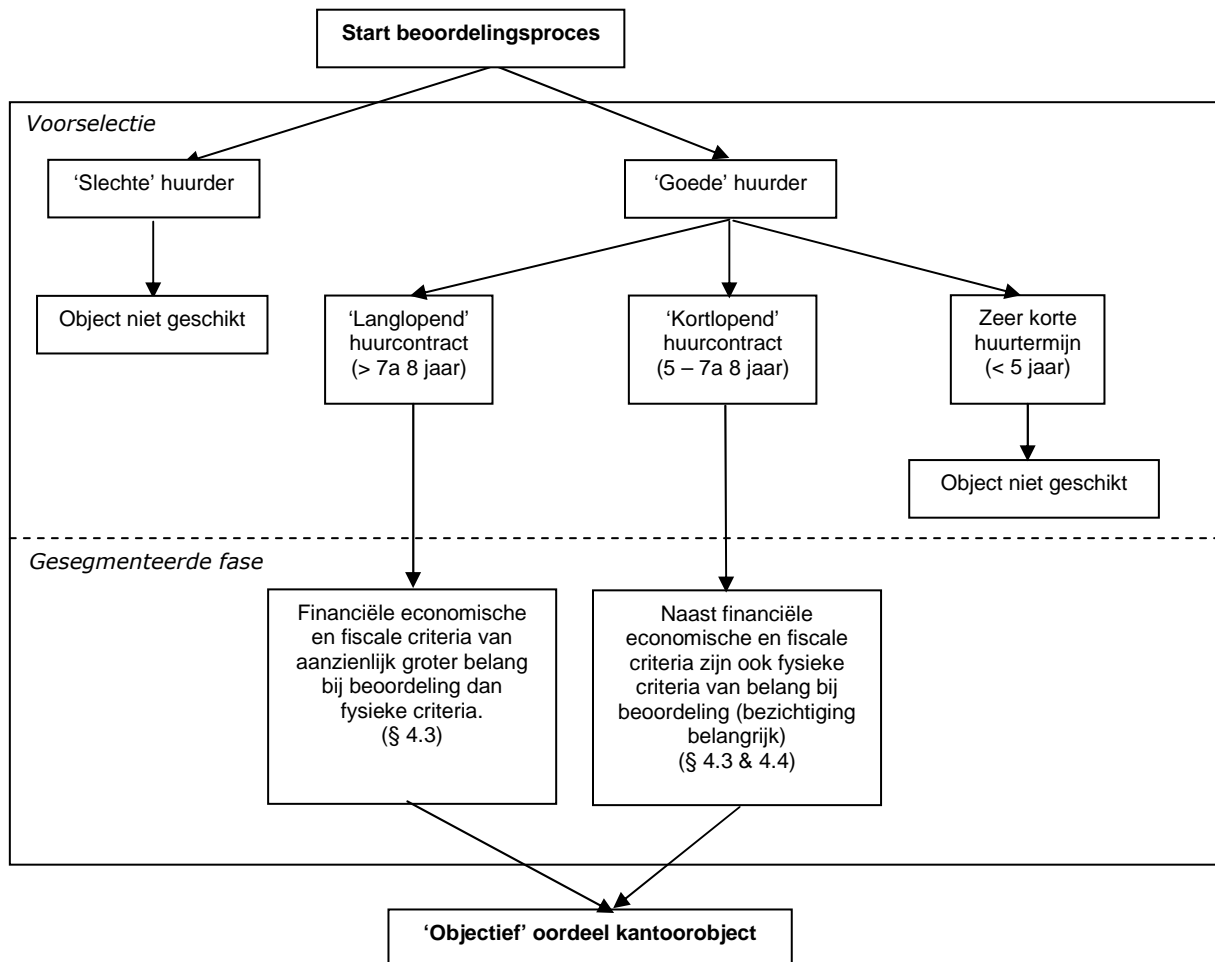 Start beoordelingsproces
Voorselectie
‘Slechte’ huurder
‘Goede’ huurder
Object niet geschikt
‘Langlopend’
huurcontract
(> 7a 8 jaar)
‘Kortlopend’
huurcontract
(5 – 7a 8 jaar)
Zeer korte
huurtermijn
(< 5 jaar)
Object niet geschikt
Gesegmenteerde fase
Financiële economische
en fiscale criteria van
aanzienlijk groter belang
bij beoordeling dan
fysieke criteria.
(§ 4.3)
Naast financiële
economische en fiscale
criteria zijn ook fysieke
criteria van belang bij
beoordeling (bezichtiging
belangrijk)
(§ 4.3 & 4.4)
‘Objectief’ oordeel kantoorobject